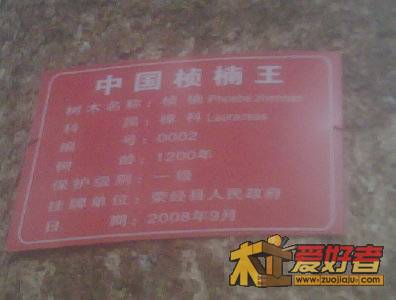 中国桢楠王
树木名称：桢楠 Phoebe zhennan
科　　属：樟科 Lauraceae
编　　号：0002
树　　龄：1200年
保护级别：一级
挂牌单位：荥经县人民政府
日　　期：2008年9月
木工爱好者
www.zuojiaju.com